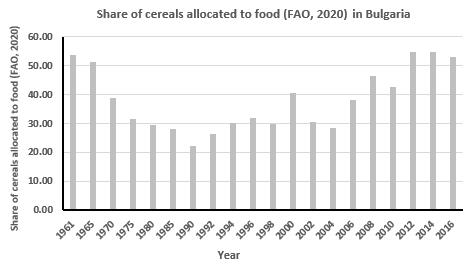 Share of cereals allocated to food (FAO, 2020) in Bulgaria
Share of cereals allocated to food (FAO, 2020)
60.00
50.00
40.00
30.00
20.00
10.00
0.00
1961 1965 1970 1975 1980 1985 1990 1992 1994 1996 1998 2000 2002 2004 2006 2008 2010 2012 2014 2016
Year